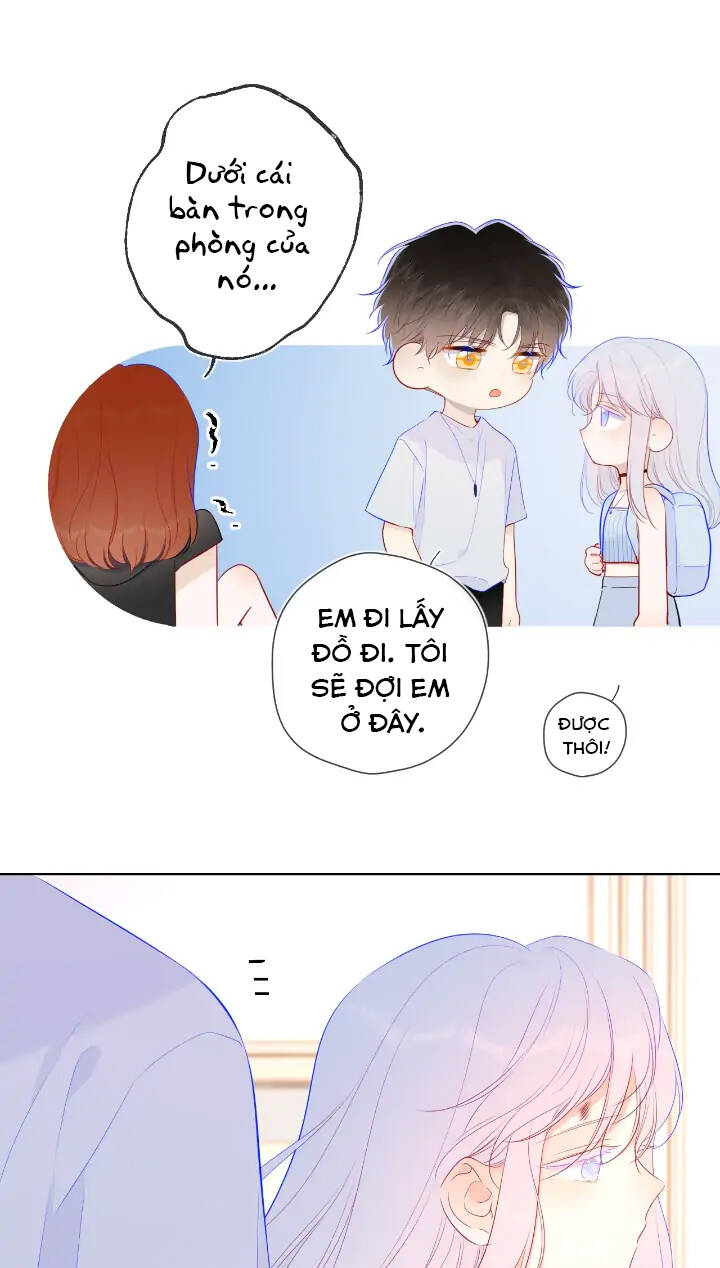 Dưới cái
bàn trong
phòng của
nó...
EM ĐI LẤY
ĐỒ ĐI. TÔI
SẼ ĐỢI EM
Ở ĐÂY.
ĐƯỢC
THÔI!